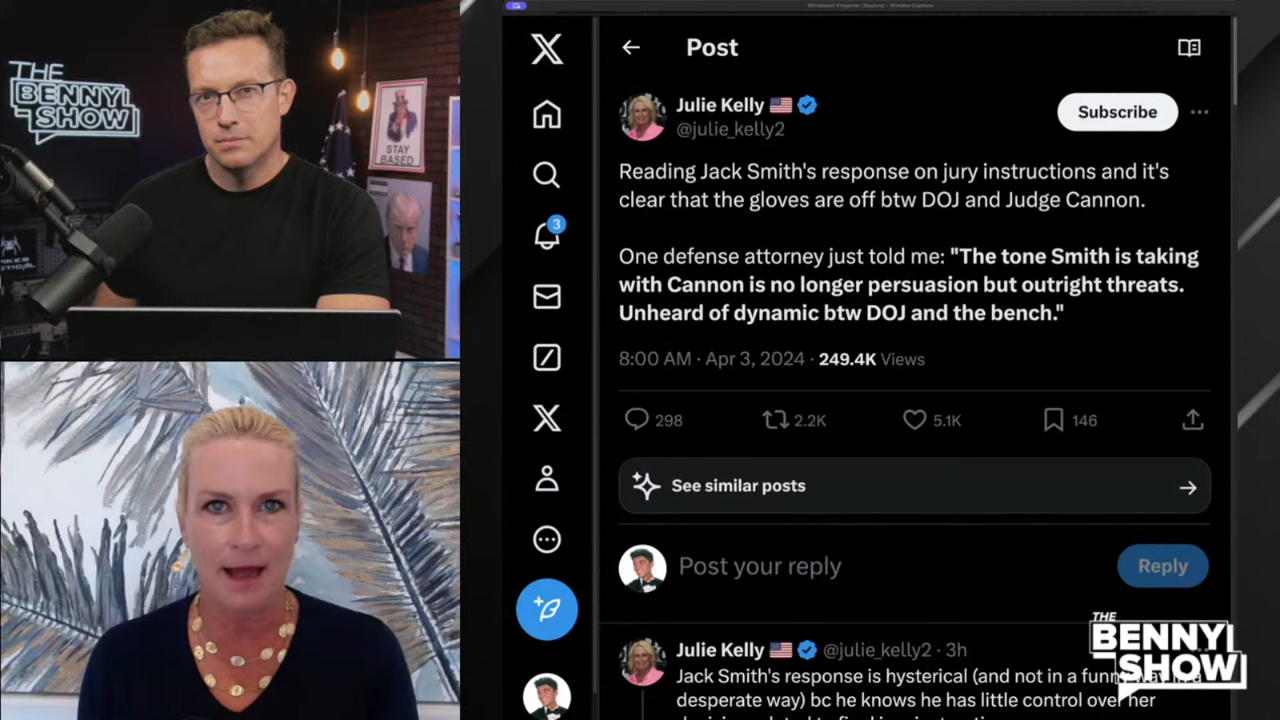 THE
BENNY
SHOW
STAY
BASED
Post
Julie Kelly
@julie_kelly2
Subscribe
Reading Jack Smith's response on jury instructions and it's
clear that the gloves are off btw DOJ and Judge Cannon.
One defense attorney just told me: "The tone Smith is taking
with Cannon is no longer persuasion but outright threats.
Unheard of dynamic btw DOJ and the bench."
8:00 AM · Apr 3, 2024 · 249.4K Views
3
298
2.2K
5.1K
146
See similar posts
Post your reply
Reply
Julie Kelly @julie_kelly2 · 3h
Jack Smith's response is hysterical (and not in a funny way in a
desperate way) bc he knows he has little control over her
THE
BENNY
SHOW